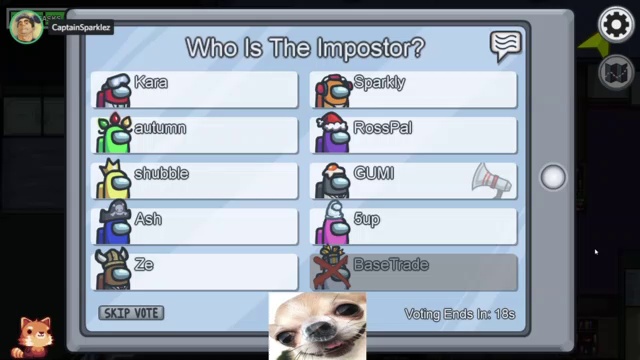 CaptainSparklez
Who Is The Impostor?
Kara
Sparkly
autumn
RossPal
shubble
GUMI
Ash
5up
Ze
BaseTrade
SKIP VOTE
Voting Ends In: 18s